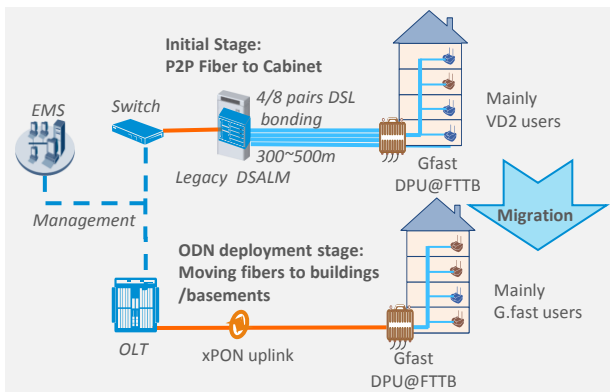 Initial Stage:
P2P Fiber to Cabinet
EMS
Switch
4/8 pairs DSL
bonding
300~500m
Legacy DSALM
Mainly
VD2 users
Gfast
DPU@FTTB
Management
Migration
ODN deployment stage:
Moving fibers to buildings
/basements
OLT
xPON uplink
Mainly
G.fast users
Gfast
DPU@FTTB